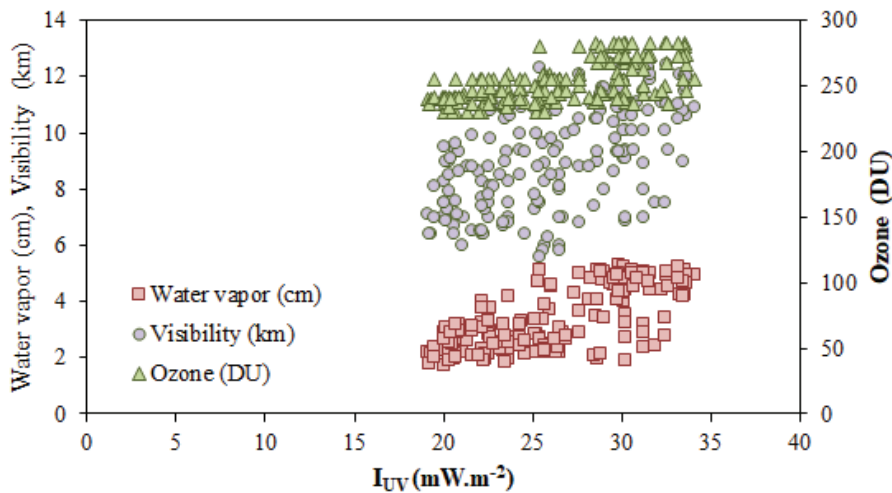 14
12
10
8
6
4
2
0
Water vapor (cm), Visibility (km)
300
250
200
150
100
50
0
Ozone (DU)
Water vapor (cm)
Visibility (km)
Ozone (DU)
0 5 10 15 20 25 30 35 40
I_UV (mW.m⁻²)